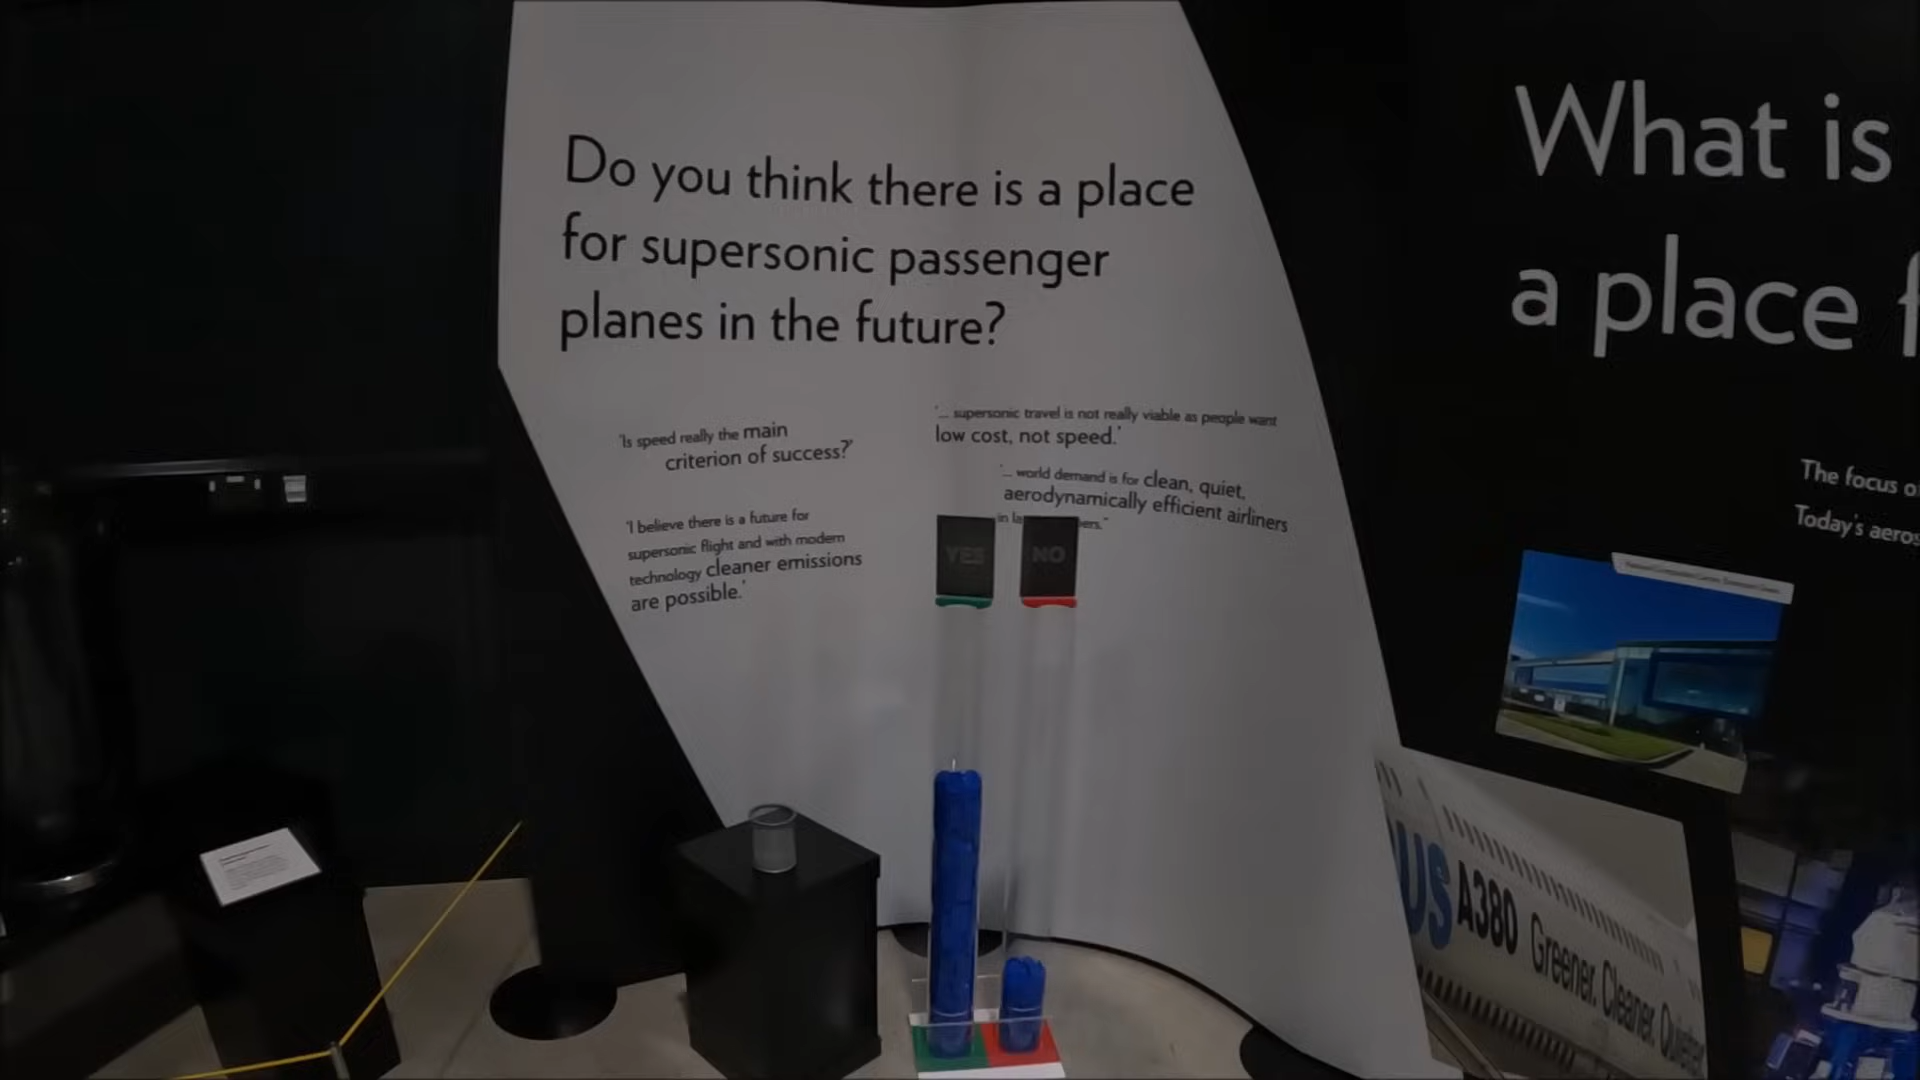 Do you think there is a place
for supersonic passenger
planes in the future?
'Is speed really the main
criterion of success?'
'I believe there is a future for
supersonic flight and with modern
technology cleaner emissions
are possible.'
'... supersonic travel is not really viable as people want
low cost, not speed.'
'... world demand is for clean, quiet,
aerodynamically efficient airliners
in
YES
NO
What is
a place
The focus
Today's
US A380 Greener. Cleaner. Quieter